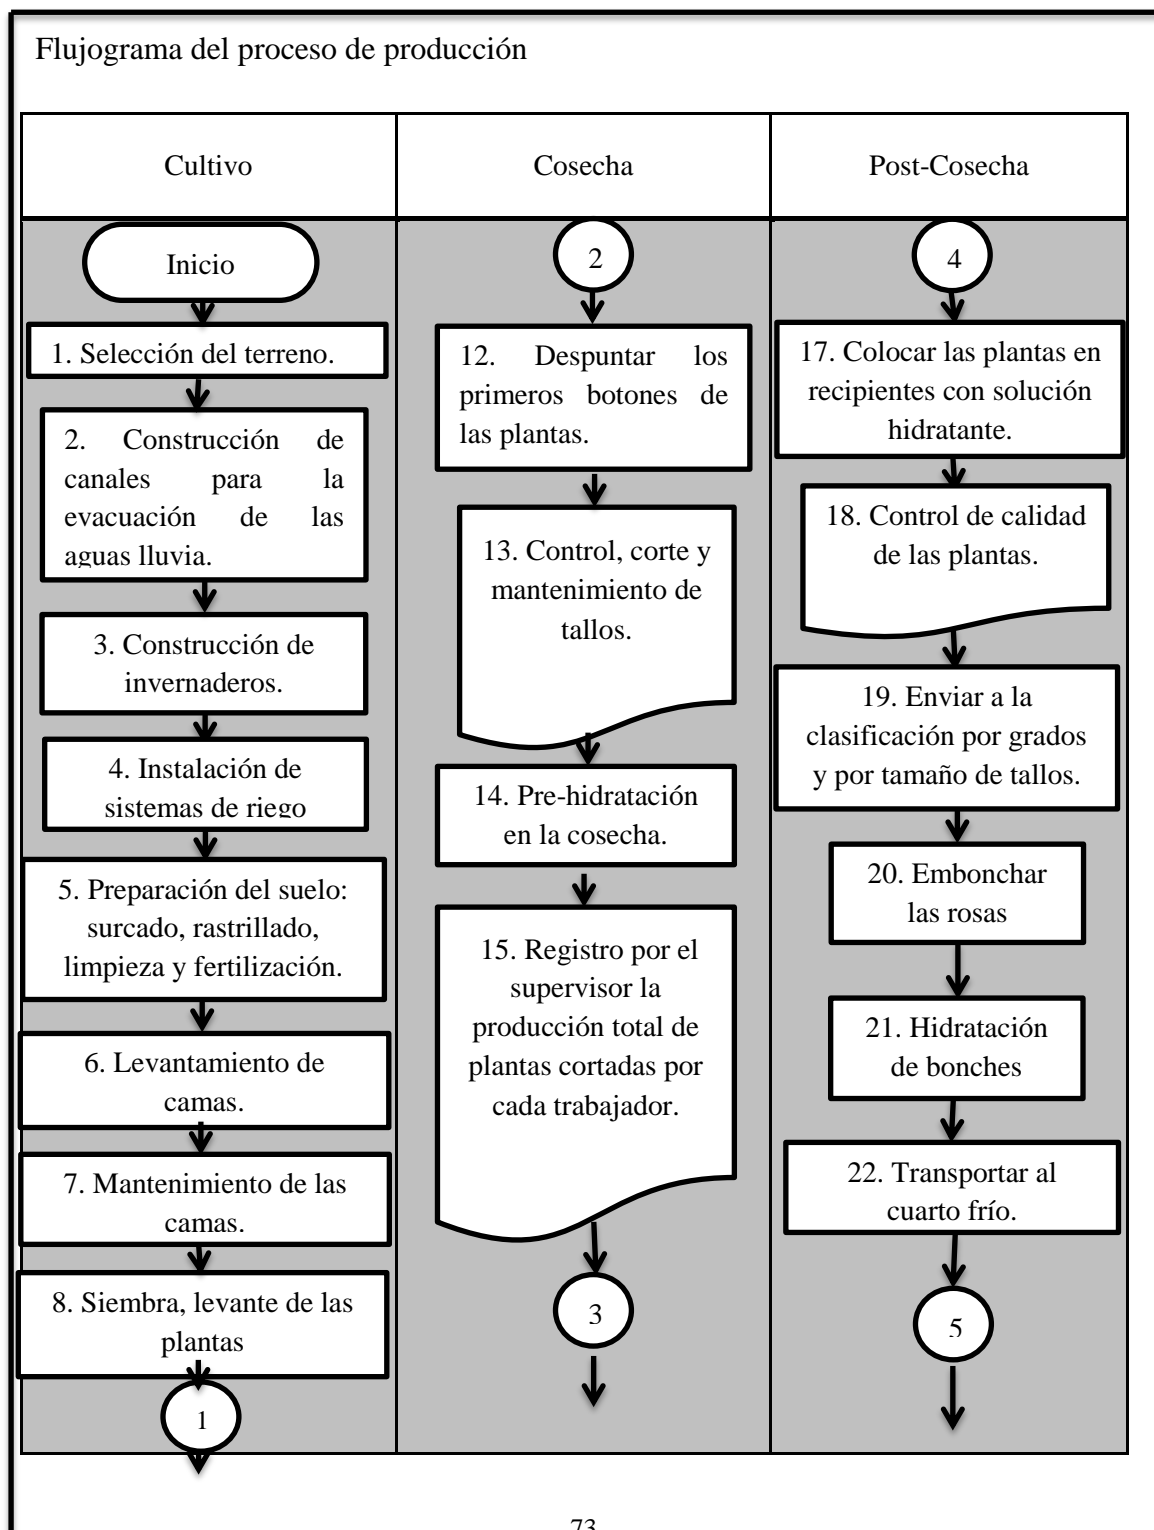 Flujograma del proceso de producción
Cultivo
Cosecha
Post-Cosecha
Inicio
1. Selección del terreno.
2. Construcción de
canales para la
evacuación de las
aguas lluvia.
3. Construcción de
invernaderos.
4. Instalación de
sistemas de riego
5. Preparación del suelo:
surcado, rastrillado,
limpieza y fertilización.
6. Levantamiento de
camas.
7. Mantenimiento de las
camas.
8. Siembra, levante de las
plantas
1
2
12. Despuntar los
primeros botones de
las plantas.
13. Control, corte y
mantenimiento de
tallos.
14. Pre-hidratación
en la cosecha.
15. Registro por el
supervisor la
producción total de
plantas cortadas por
cada trabajador.
3
4
17. Colocar las plantas en
recipientes con solución
hidratante.
18. Control de calidad
de las plantas.
19. Enviar a la
clasificación por grados
y por tamaño de tallos.
20. Embonchar
las rosas
21. Hidratación
de bonches
22. Transportar al
cuarto frío.
5
73